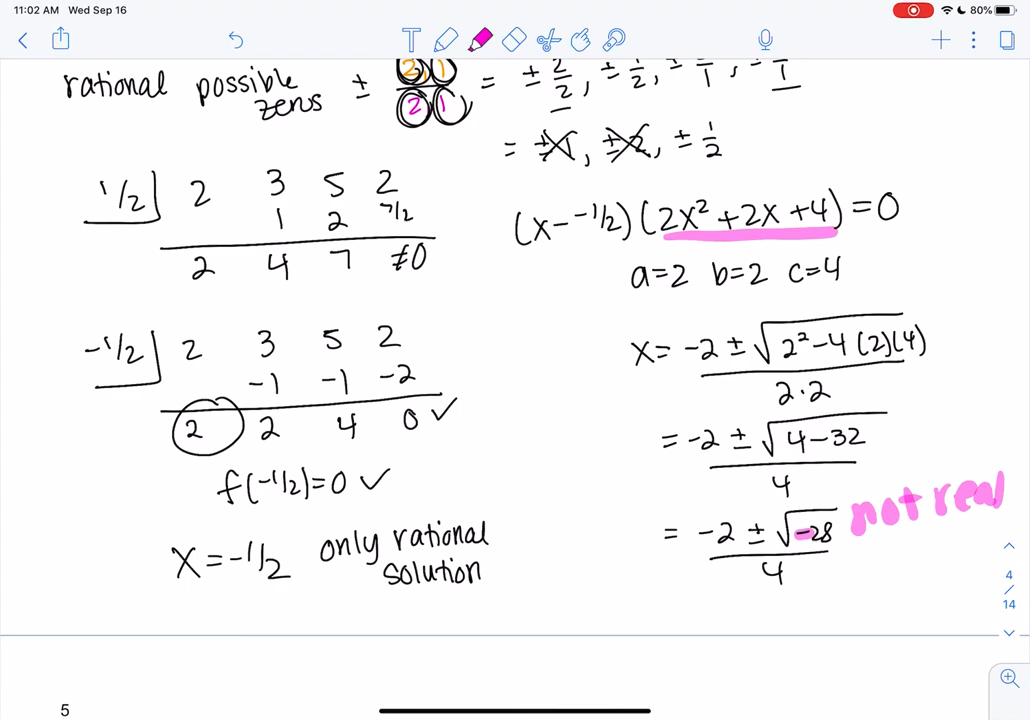 11:02 AM Wed Sep 16
80%
rational possible zeros ± 2, 1 / 2, 1 = ± 2/2, ± 1/2, ± /1, ± /1
= ±1, ±2, ± 1/2
1/2 | 2 3 5 2
1 2 7/2
2 4 7 ≠0
(x - -1/2)(2x² + 2x + 4) = 0
a=2 b=2 c=4
-1/2 | 2 3 5 2
-1 -1 -2
2 2 4 0 ✓
f(-1/2)=0 ✓
x = -1/2 only rational solution
x = -2 ± √(2² - 4(2)(4)) / 2·2
= -2 ± √(4-32) / 4
= -2 ± √-28 / 4 not real
4
/
14
5